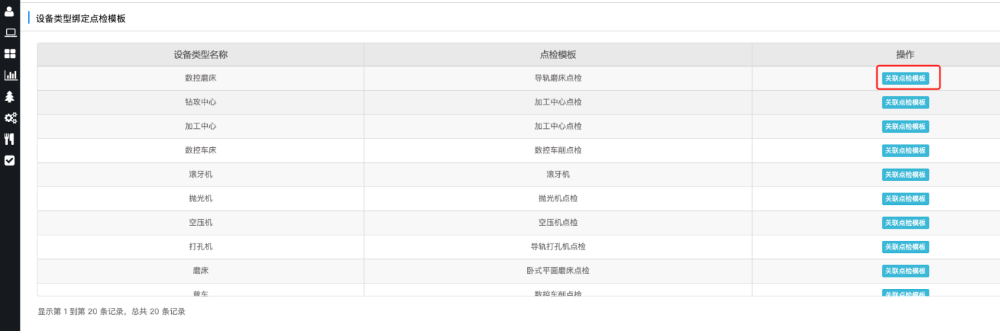 设备类型绑定点检模板
设备类型名称 点检模板 操作
数控磨床 导轨磨床点检 关联点检模板
钻攻中心 加工中心点检 关联点检模板
加工中心 加工中心点检 关联点检模板
数控车床 数控车削点检 关联点检模板
滚牙机 滚牙机 关联点检模板
抛光机 抛光机点检 关联点检模板
空压机 空压机点检 关联点检模板
打孔机 导轨打孔机点检 关联点检模板
磨床 卧式平面磨床点检 关联点检模板
普车 数控车削点检 关联点检模板
显示第 1 到第 20 条记录，总共 20 条记录